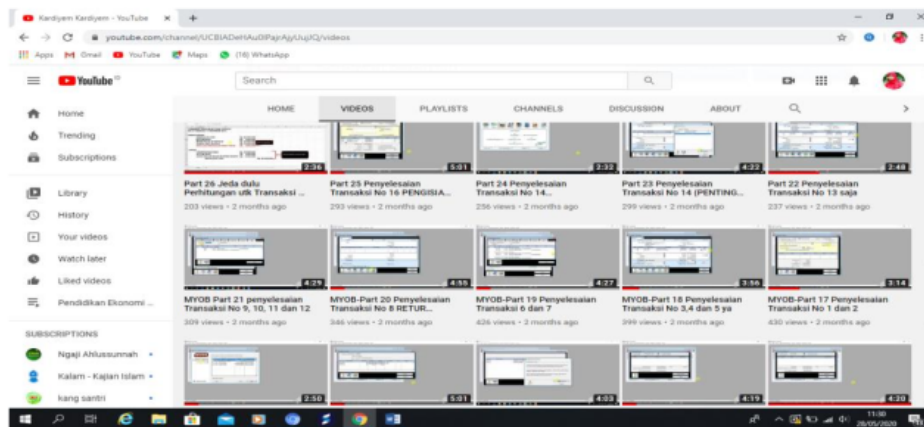 Kardiyem Kardiyem - YouTube
Apps Gmail YouTube Maps (16) WhatsApp
YouTube Search
HOME VIDEOS PLAYLISTS CHANNELS DISCUSSION ABOUT
Home
Trending
Subscriptions
Library
History
Your videos
Watch later
Liked videos
Pendidikan Ekonomi ...
SUBSCRIPTIONS
Ngaji Ahlussunnah
Kalam - Kajian Islam
kang santri
2:36 5:01 2:32 4:22 2:48
Part 26 Jeda dulu Part 25 Penyelesaian Part 24 Penyelesaian Part 23 Penyelesaian Part 22 Penyelesaian
Perhitungan utk Transaksi ... Transaksi No 16 PENGISIA... Transaksi No 14... Transaksi No 14 (PENTING... Transaksi No 13 saja
203 views • 2 months ago 293 views • 2 months ago 256 views • 2 months ago 299 views • 2 months ago 237 views • 2 months ago
4:29 4:55 4:27 3:56 3:14
MYOB Part 21 penyelesaian MYOB-Part 20 Penyelesaian MYOB-Part 19 Penyelesaian MYOB-Part 18 Penyelesaian MYOB-Part 17 Penyelesaian
Transaksi No 9, 10, 11 dan 12 Transaksi No 8 RETUR... Transaksi 6 dan 7 Transaksi No 3,4 dan 5 ya Transaksi No 1 dan 2
309 views • 2 months ago 346 views • 2 months ago 426 views • 2 months ago 399 views • 2 months ago 430 views • 2 months ago
2:50 5:01 4:03 4:19 4:20
11:30
28/05/2020